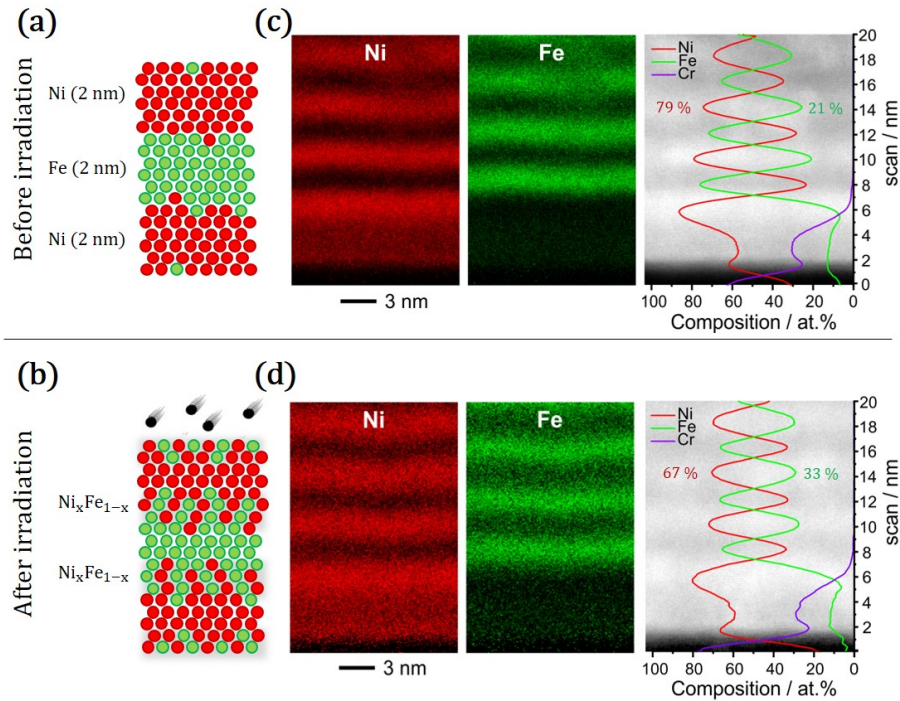 (a)
Before irradiation
Ni (2 nm)
Fe (2 nm)
Ni (2 nm)
(c)
Ni
Fe
3 nm
Ni
Fe
Cr
79 %
21 %
20
18
16
14
12
10
8
6
4
2
0
scan / nm
100 80 60 40 20 0
Composition / at.%
(b)
After irradiation
NiₓFe₁₋ₓ
NiₓFe₁₋ₓ
(d)
Ni
Fe
3 nm
Ni
Fe
Cr
67 %
33 %
20
18
16
14
12
10
8
6
4
2
scan / nm
100 80 60 40 20 0
Composition / at.%